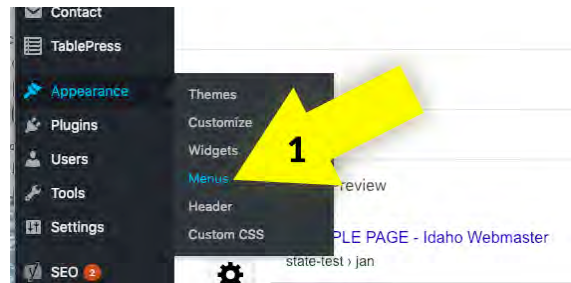 Contact
TablePress
Appearance
Plugins
Users
Tools
Settings
SEO 2
Themes
Customize
Widgets
Menus
Header
Custom CSS
1
review
PLE PAGE - Idaho Webmaster
state-test › jan